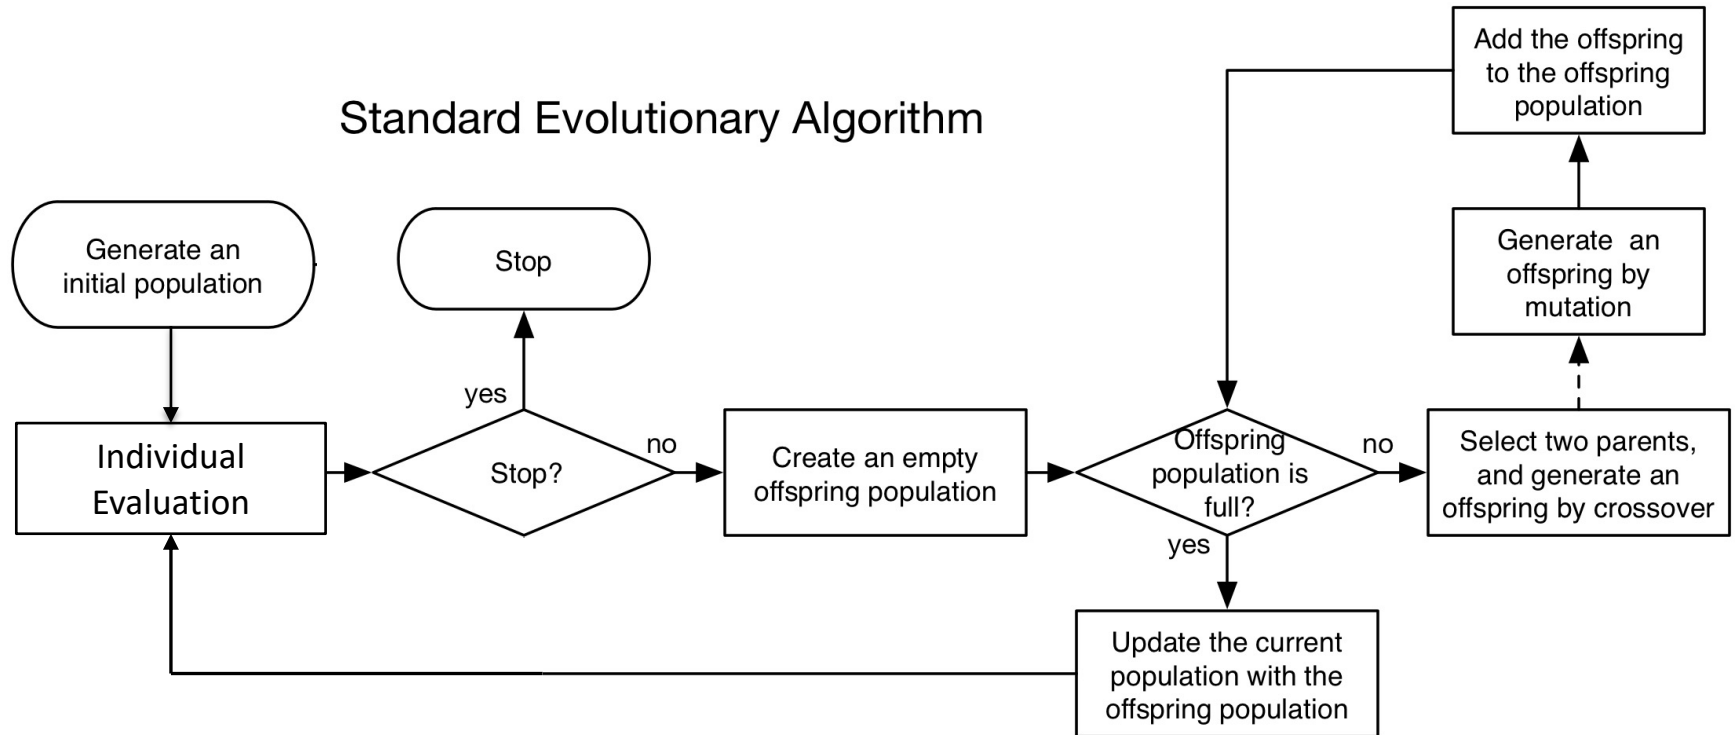 Standard Evolutionary Algorithm
Generate an
initial population
Individual
Evaluation
Stop
yes
Stop?
no
Create an empty
offspring population
Offspring
population is
full?
no
yes
Select two parents,
and generate an
offspring by crossover
Generate an
offspring by
mutation
Add the offspring
to the offspring
population
Update the current
population with the
offspring population